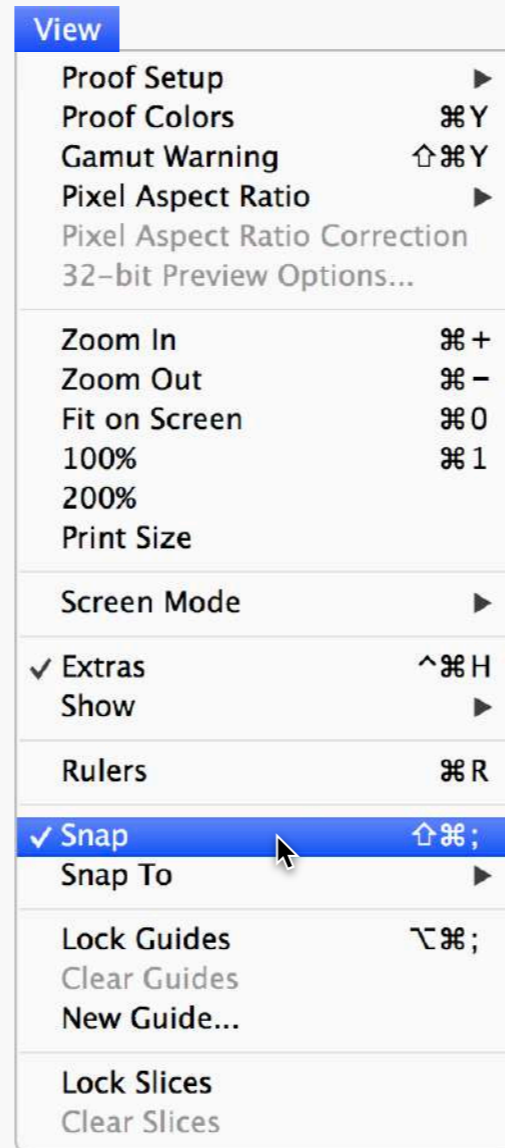 View
Proof Setup ▶
Proof Colors ⌘Y
Gamut Warning ⇧⌘Y
Pixel Aspect Ratio ▶
Pixel Aspect Ratio Correction
32-bit Preview Options...
Zoom In ⌘+
Zoom Out ⌘-
Fit on Screen ⌘0
100% ⌘1
200%
Print Size
Screen Mode ▶
✓ Extras ^⌘H
Show ▶
Rulers ⌘R
✓ Snap ⇧⌘;
Snap To ▶
Lock Guides ⌥⌘;
Clear Guides
New Guide...
Lock Slices
Clear Slices